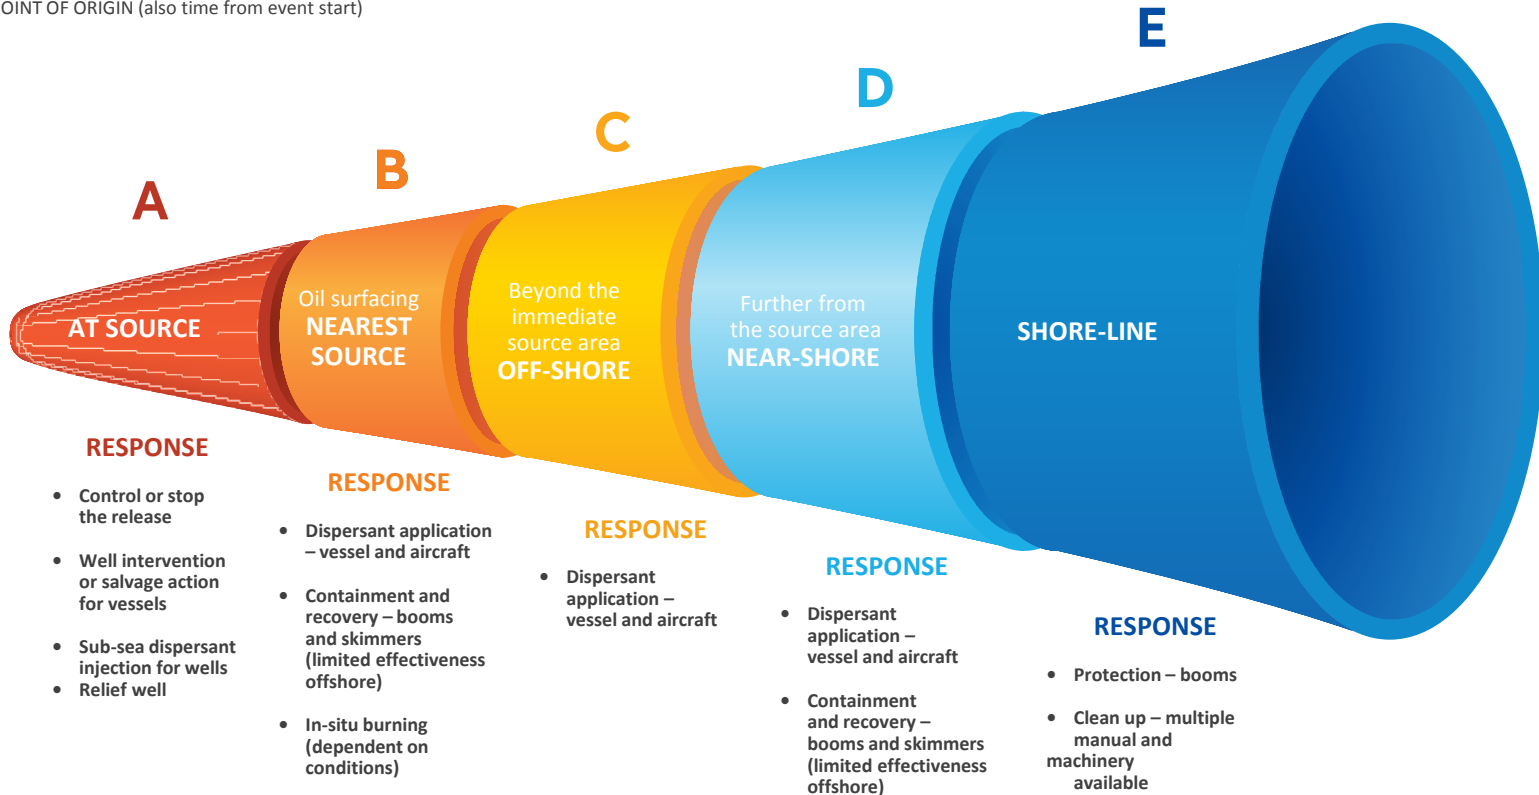 OINT OF ORIGIN (also time from event start)
A
AT SOURCE
RESPONSE
• Control or stop
the release
• Well intervention
or salvage action
for vessels
• Sub-sea dispersant
injection for wells
• Relief well
B
Oil surfacing
NEAREST
SOURCE
RESPONSE
• Dispersant application
– vessel and aircraft
• Containment and
recovery – booms
and skimmers
(limited effectiveness
offshore)
• In-situ burning
(dependent on
conditions)
C
Beyond the
immediate
source area
OFF-SHORE
RESPONSE
• Dispersant
application –
vessel and aircraft
D
Further from
the source area
NEAR-SHORE
RESPONSE
• Dispersant
application –
vessel and aircraft
• Containment
and recovery –
booms and skimmers
(limited effectiveness
offshore)
E
SHORE-LINE
RESPONSE
• Protection – booms
• Clean up – multiple
manual and
machinery
available